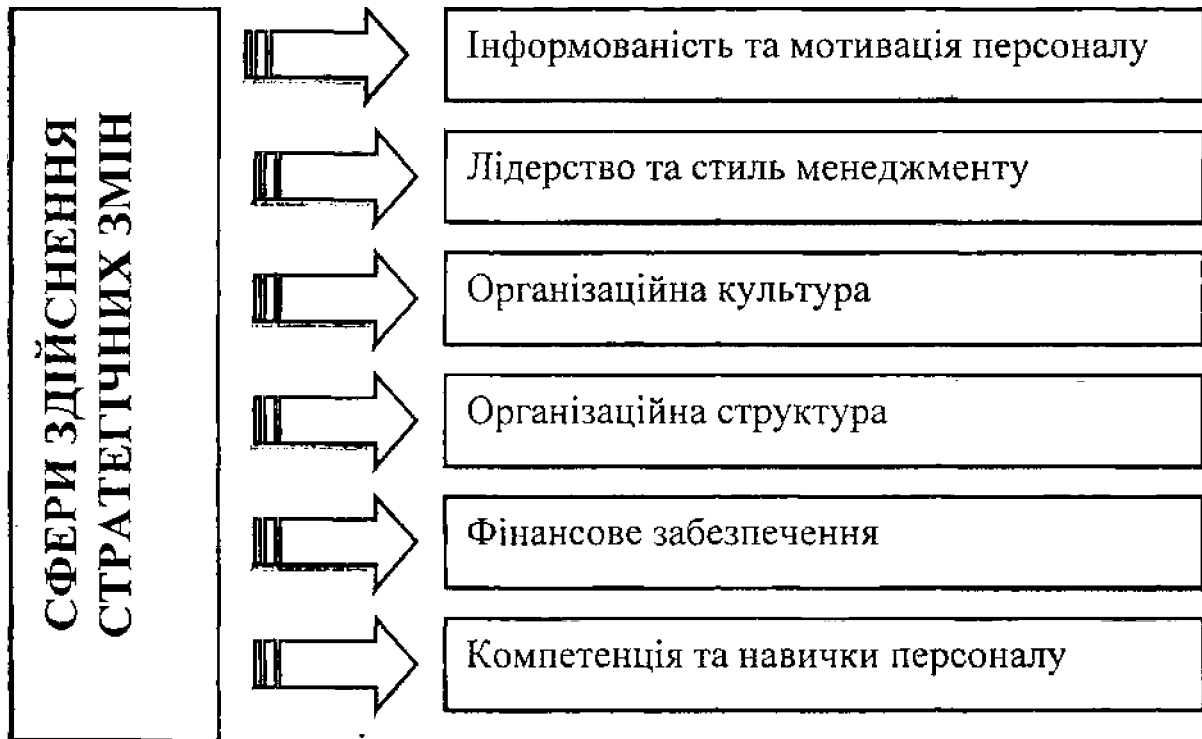 СФЕРИ ЗДІЙСНЕННЯ
СТРАТЕГІЧНИХ ЗМІН
Інформованість та мотивація персоналу
Лідерство та стиль менеджменту
Організаційна культура
Організаційна структура
Фінансове забезпечення
Компетенція та навички персоналу